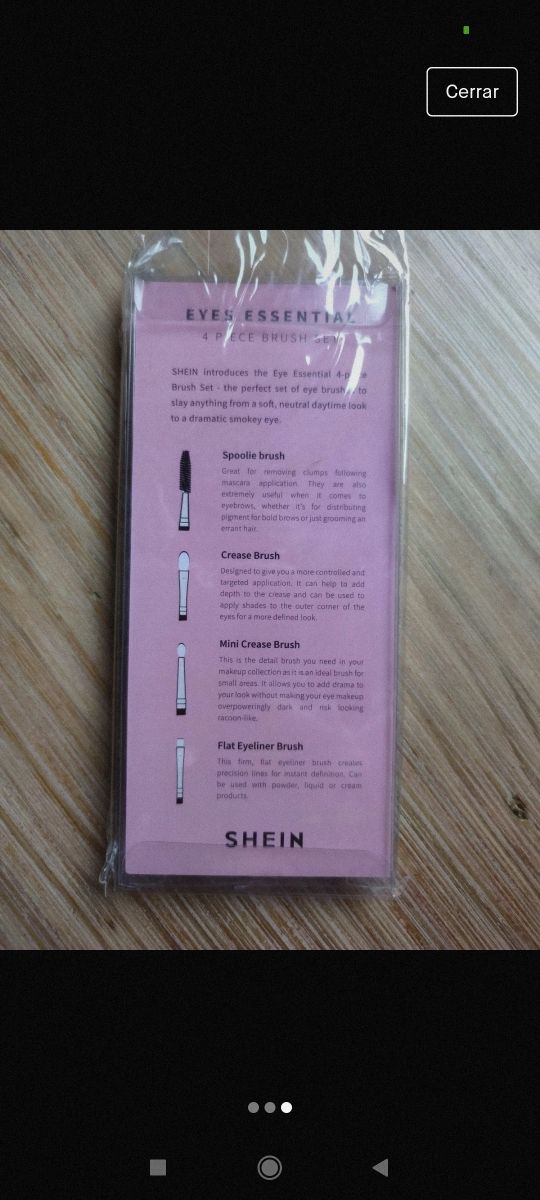 Cerrar
EYES ESSENTIAL
4 PIECE BRUSH SET
SHEIN introduces the Eye Essential 4-piece
Brush Set - the perfect set of eye brushes to
slay anything from a soft, neutral daytime look
to a dramatic smokey eye.
Spoolie brush
Great for removing clumps following
mascara application. They are also
extremely useful when it comes to
eyebrows, whether it's for distributing
pigment for bold brows or just grooming an
errant hair.
Crease Brush
Designed to give you a more controlled and
targeted application. It can help to add
depth to the crease and can be used to
apply shades to the outer corner of the
eyes for a more defined look.
Mini Crease Brush
This is the detail brush you need in your
makeup collection as it is an ideal brush for
small areas. It allows you to add drama to
your look without making your eye makeup
overpoweringly dark and risk looking
racoon-like.
Flat Eyeliner Brush
This firm, flat eyeliner brush creates
precision lines for instant definition. Can
be used with powder, liquid or cream
products.
SHEIN